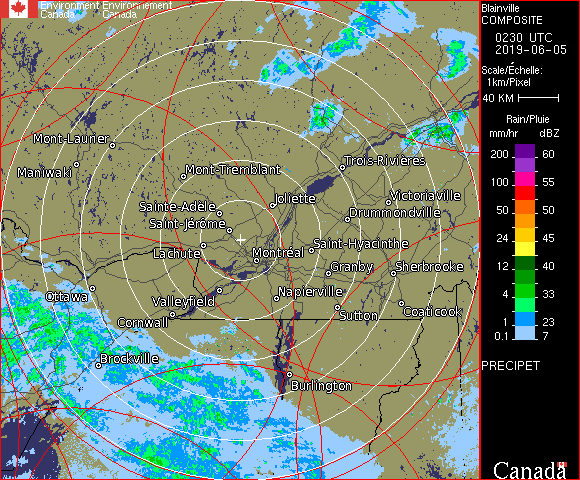 Environment Environnement
Canada Canada
Blainville
COMPOSITE
0230 UTC
2019-06-05
Scale/Échelle:
1km/Pixel
40 KM
Rain/Pluie
mm/hr dBZ
200 60
100 55
50 50
24 45
12 40
8 33
4 28
1 23
0.1 7
PRECIPET
Canada
Mont-Laurier
Maniwaki
Mont-Tremblant
Trois-Rivières
Sainte-Adèle
Joliette
Victoriaville
Saint-Jérôme
Drummondville
Lachute
Montréal
Saint-Hyacinthe
Granby
Sherbrooke
Ottawa
Valleyfield
Napierville
Cornwall
Sutton
Coaticook
Brockville
Burlington